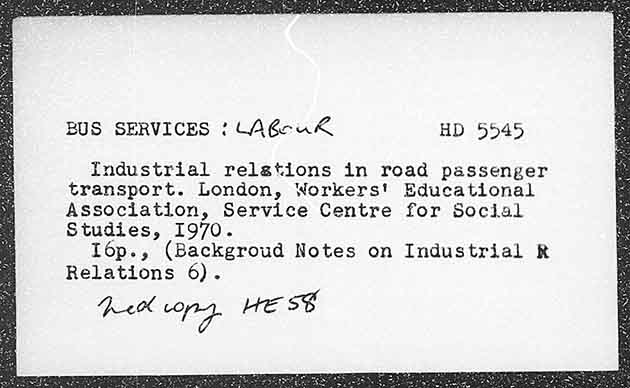 BUS SERVICES : LABOUR HD 5545
Industrial relations in road passenger
transport. London, Workers' Educational
Association, Service Centre for Social
Studies, I970.
I6p., (Backgroud Notes on Industrial R
Relations 6).
2nd copy HE 58